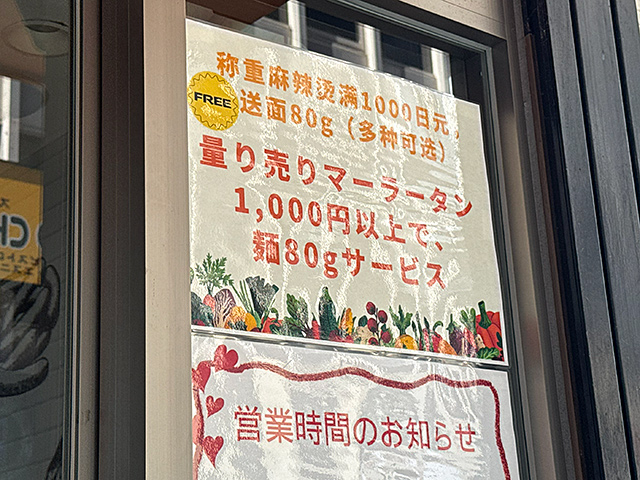 称重麻辣烫满1000日元，
FREE
送面80g（多种可选）
量り売りマーラータン
1,000円以上で、
麺80gサービス
営業時間のお知らせ
CH